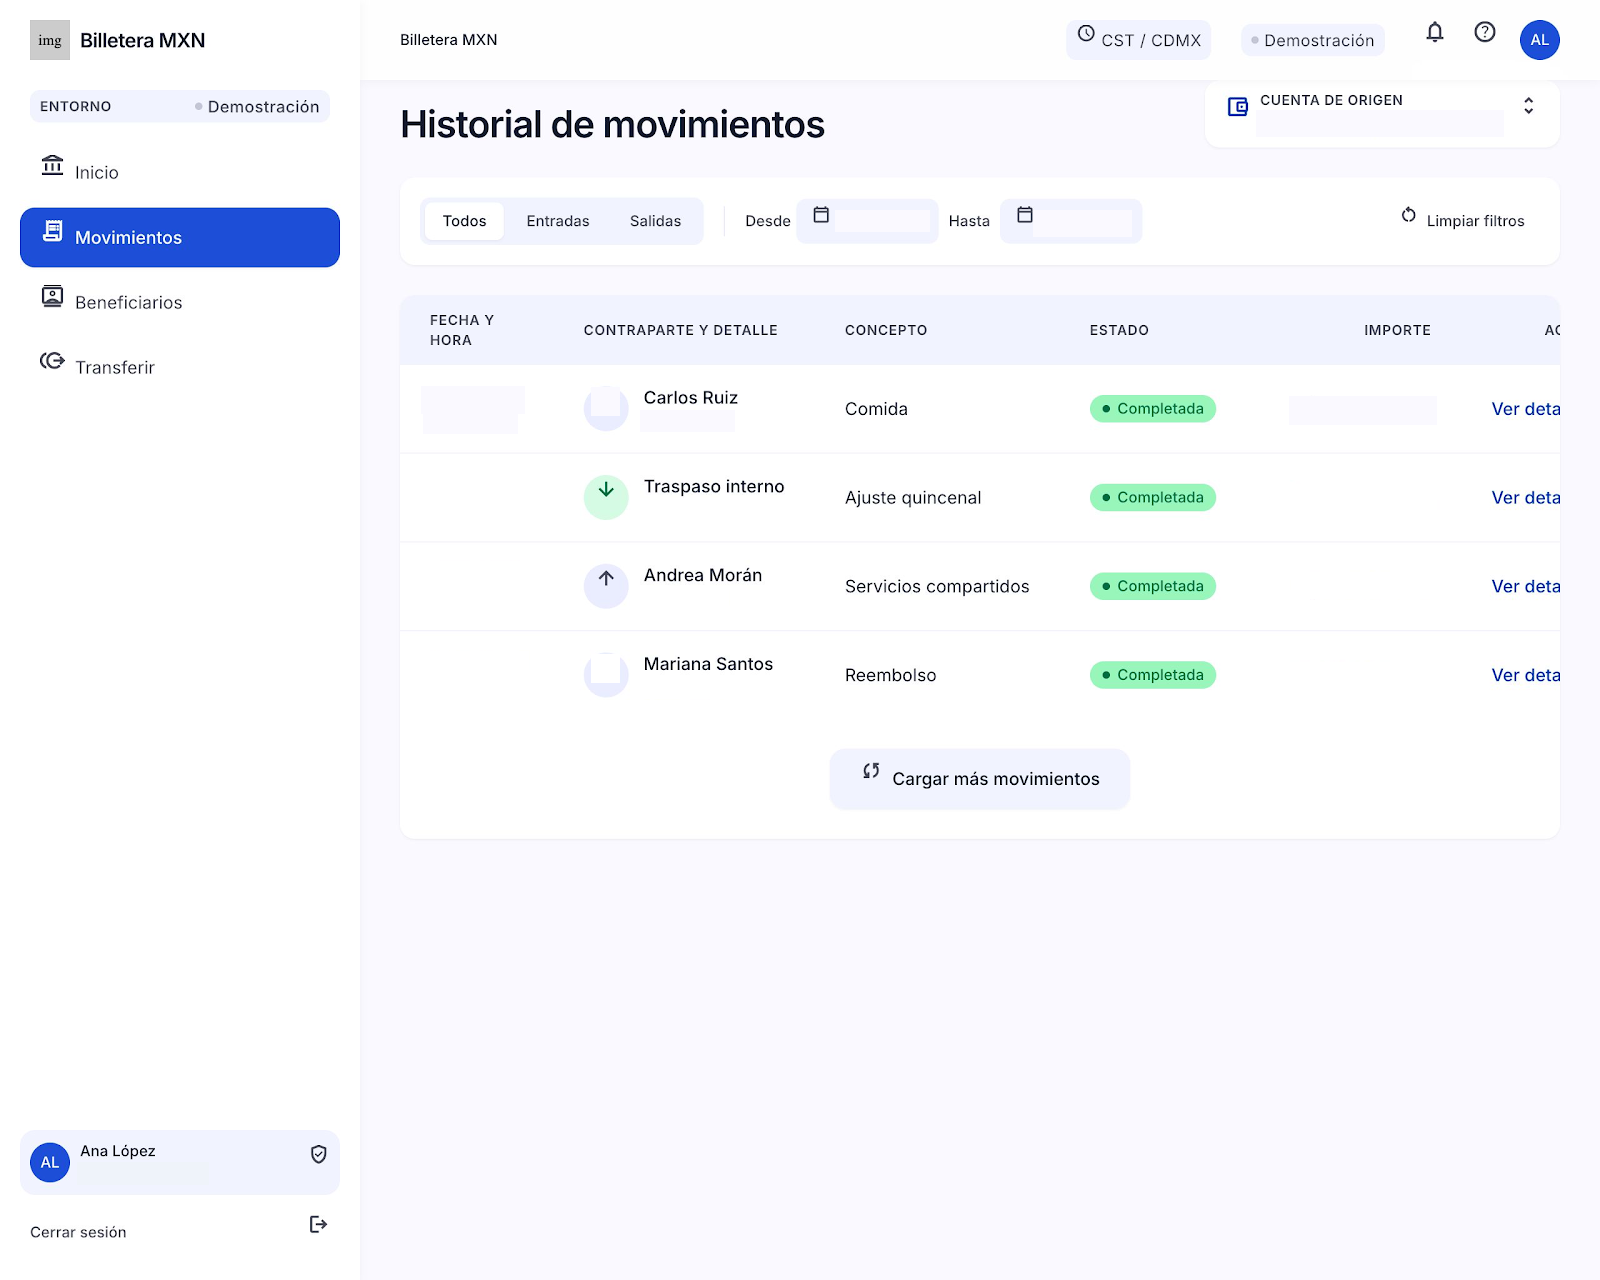 img
Billetera MXN
ENTORNO
Demostración
Inicio
Movimientos
Beneficiarios
Transferir
Ana López
AL
Cerrar sesión
Billetera MXN
CST / CDMX
Demostración
AL
Historial de movimientos
CUENTA DE ORIGEN
Todos Entradas Salidas Desde Hasta Limpiar filtros
FECHA Y
HORA
CONTRAPARTE Y DETALLE CONCEPTO ESTADO IMPORTE
Carlos Ruiz Comida Completada Ver deta
Traspaso interno Ajuste quincenal Completada Ver deta
Andrea Morán Servicios compartidos Completada Ver deta
Mariana Santos Reembolso Completada Ver deta
Cargar más movimientos